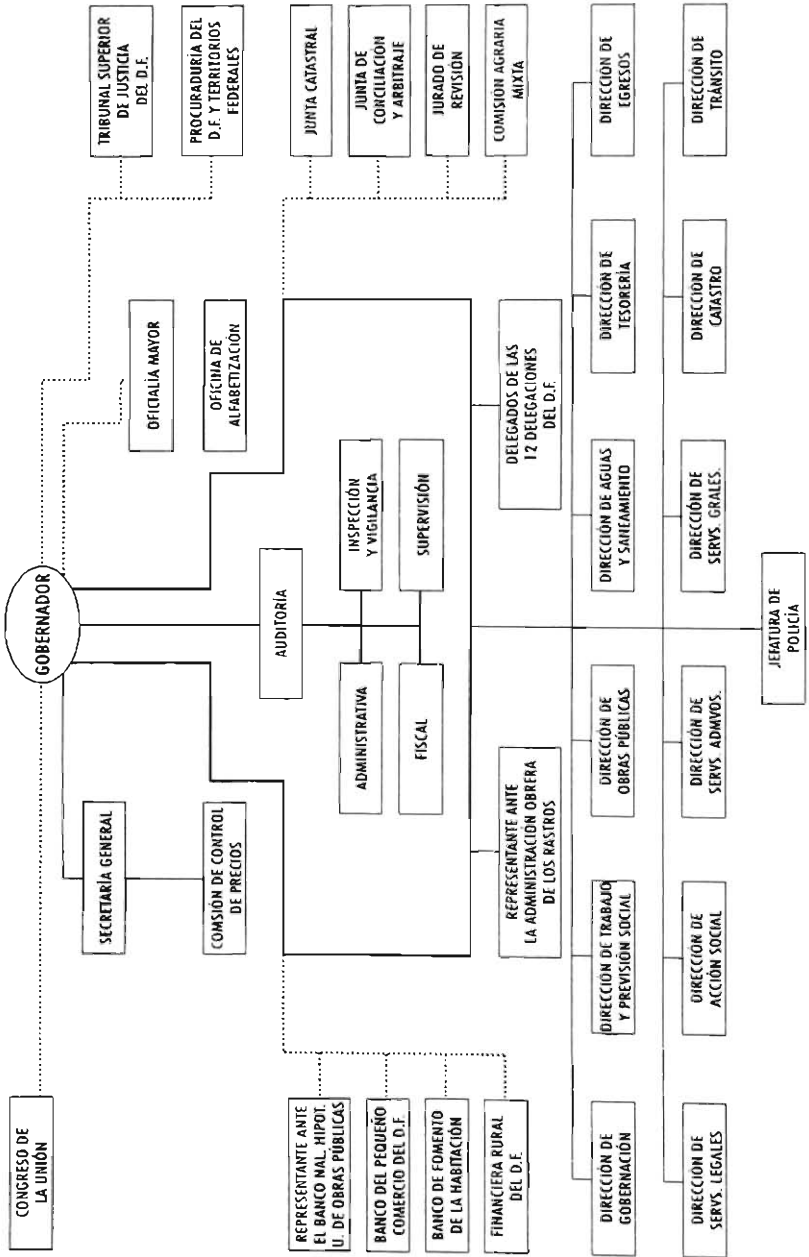 CONGRESO DE
LA UNIÓN
GOBERNADOR
TRIBUNAL SUPERIOR
DE JUSTICIA
DEL D.F.
PROCURADURÍA DEL
D.F. Y TERRITORIOS
FEDERALES
SECRETARÍA GENERAL
COMSIÓN DE CONTROL
DE PRECIOS
OFICIALÍA MAYOR
OFICINA DE
ALFABETIZACIÓN
AUDITORÍA
ADMINISTRATIVA
INSPECCIÓN
Y VIGILANCIA
FISCAL
SUPERVISIÓN
REPRESENTANTE ANTE
EL BANCO NAL. HIPOT.
U. DE OBRAS PÚBLICAS
BANCO DEL PEQUEÑO
COMERCIO DEL D.F.
BANCO DE FOMENTO
DE LA HABITACIÓN
FINANCIERA RURAL
DEL D.F.
JUNTA CATASTRAL
JUNTA DE
CONCILIACIÓN
Y ARBITRAJE
JURADO DE
REVISIÓN
COMISIÓN AGRARIA
MIXTA
REPRESENTANTE ANTE
LA ADMINISTRACIÓN OBRERA
DE LOS RASTROS
DELEGADOS DE LAS
12 DELEGACIONES
DEL D.F.
DIRECCIÓN DE
GOBERNACIÓN
DIRECCIÓN DE TRABAJO
Y PREVISIÓN SOCIAL
DIRECCIÓN DE
OBRAS PÚBLICAS
DIRECCIÓN DE AGUAS
Y SANEAMIENTO
DIRECCIÓN DE
TESORERÍA
DIRECCIÓN DE
EGRESOS
DIRECCIÓN DE
SERVS. LEGALES
DIRECCIÓN DE
ACCIÓN SOCIAL
DIRECCIÓN DE
SERVS. ADMVOS.
DIRECCIÓN DE
SERVS. GRALES.
DIRECCIÓN DE
CATASTRO
DIRECCIÓN DE
TRÁNSITO
JEFATURA DE
POLICÍA